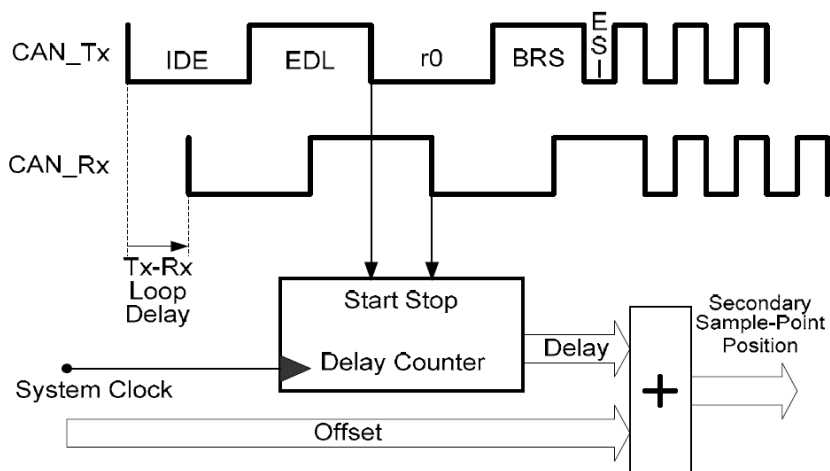 CAN_Tx
IDE
EDL
r0
BRS
ESI
CAN_Rx
Tx-Rx
Loop
Delay
Start Stop
Delay Counter
System Clock
Delay
Offset
+
Secondary
Sample-Point
Position